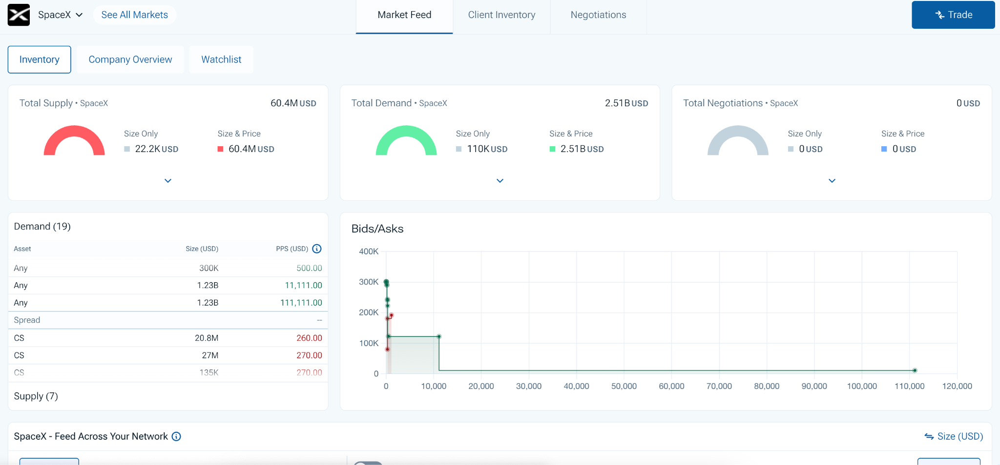 SpaceX See All Markets Market Feed Client Inventory Negotiations Trade
Inventory Company Overview Watchlist
Total Supply • SpaceX 60.4M USD
Size Only Size & Price
22.2K USD 60.4M USD
Total Demand • SpaceX 2.51B USD
Size Only Size & Price
110K USD 2.51B USD
Total Negotiations • SpaceX 0 USD
Size Only Size & Price
0 USD 0 USD
Demand (19)
Asset Size (USD) PPS (USD)
Any 300K 500.00
Any 1.23B 11,111.00
Any 1.23B 111,111.00
Spread --
CS 20.8M 260.00
CS 27M 270.00
CS 135K 270.00
Supply (7)
Bids/Asks
400K
300K
200K
100K
0
0 10,000 20,000 30,000 40,000 50,000 60,000 70,000 80,000 90,000 100,000 110,000 120,000
SpaceX - Feed Across Your Network Size (USD)